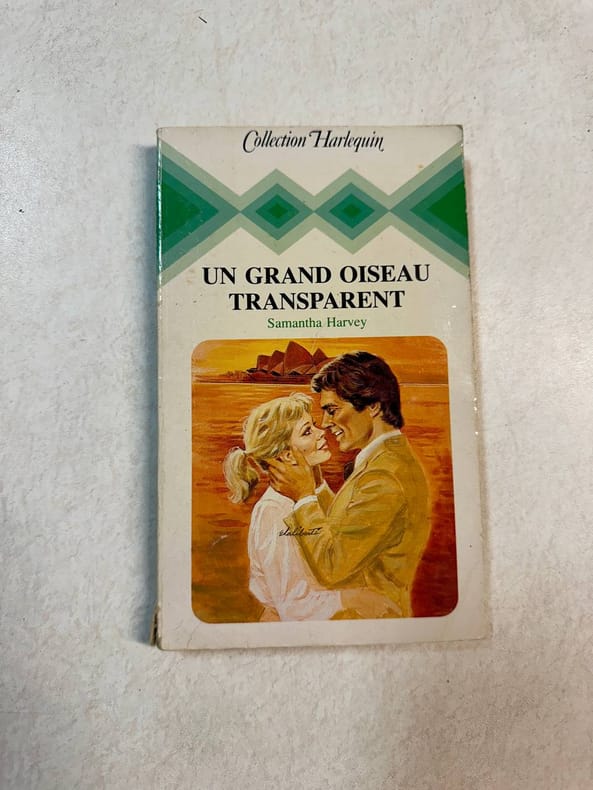 Collection Harlequin
UN GRAND OISEAU
TRANSPARENT
Samantha Harvey